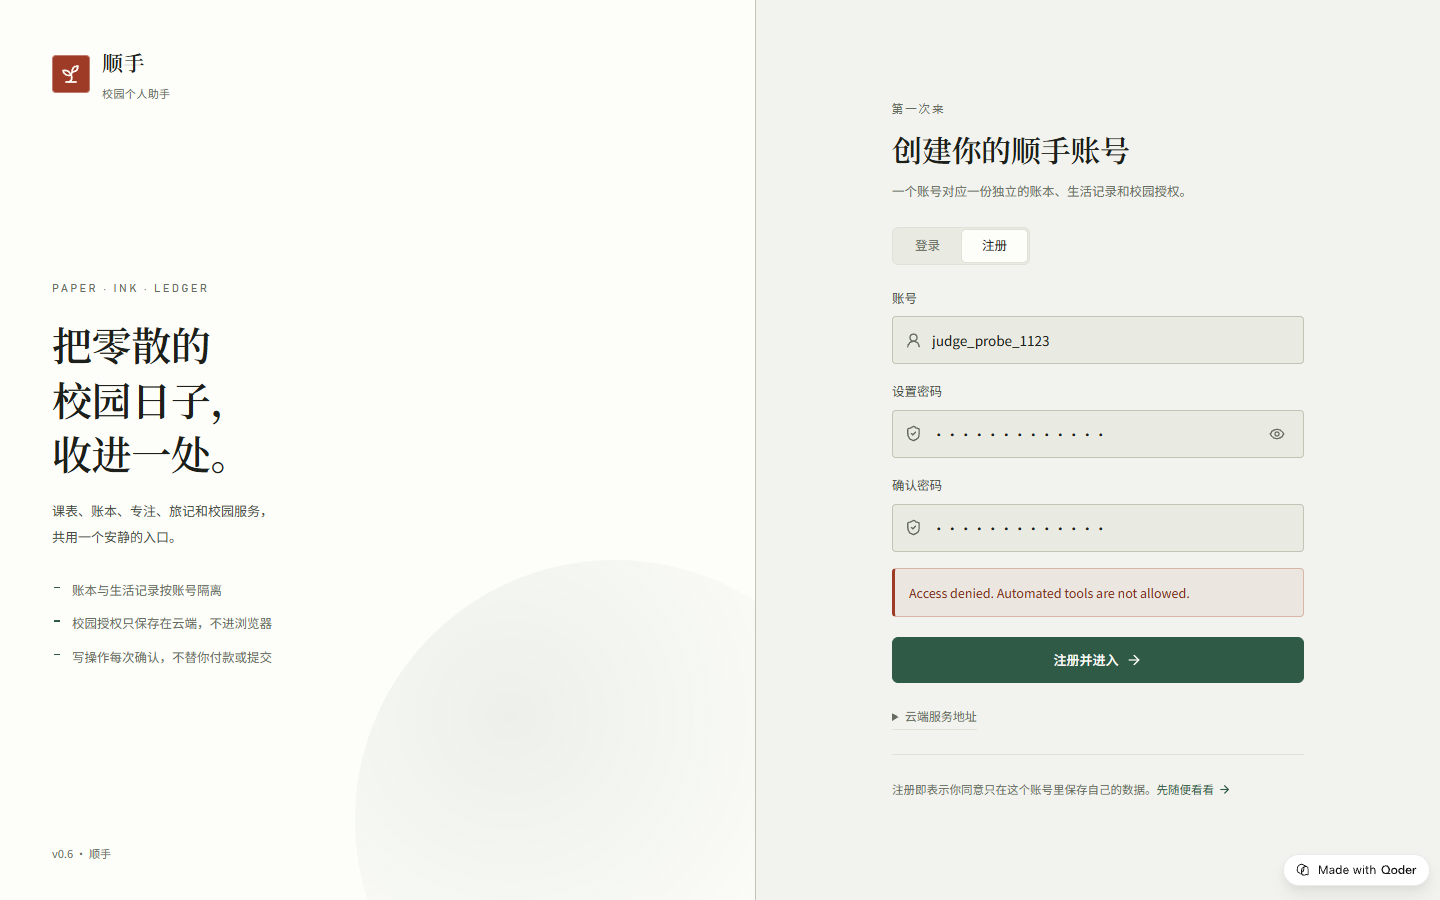 顺手
校园个人助手
PAPER · INK · LEDGER
把零散的
校园日子，
收进一处。
课表、账本、专注、旅记和校园服务，
共用一个安静的入口。
账本与生活记录按账号隔离
校园授权只保存在云端，不进浏览器
写操作每次确认，不替你付款或提交
v0.6 · 顺手
第一次来
创建你的顺手账号
一个账号对应一份独立的账本、生活记录和校园授权。
登录 注册
账号
judge_probe_1123
设置密码
•••••••••••••
确认密码
•••••••••••••
Access denied. Automated tools are not allowed.
注册并进入 →
▶ 云端服务地址
注册即表示你同意只在这个账号里保存自己的数据。先随便看看 →
Made with Qoder